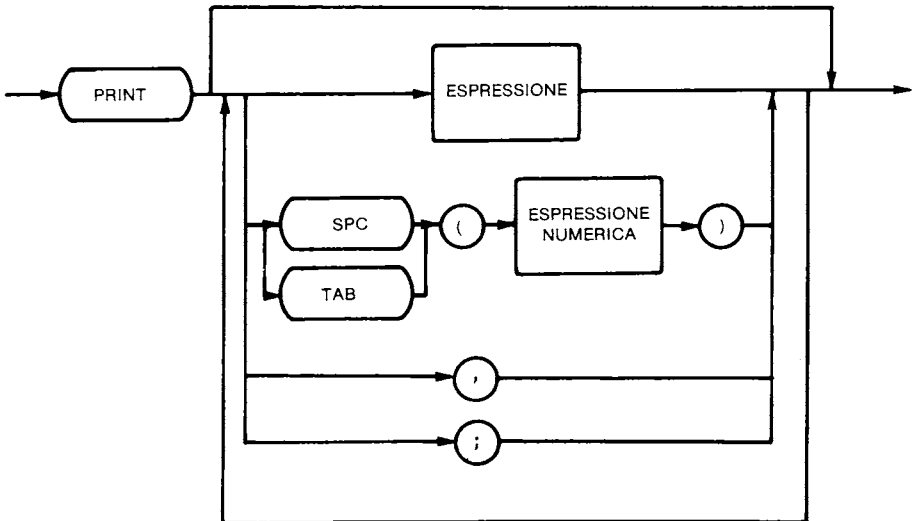 PRINT
ESPRESSIONE
SPC
(
ESPRESSIONE
NUMERICA
)
TAB
,
;